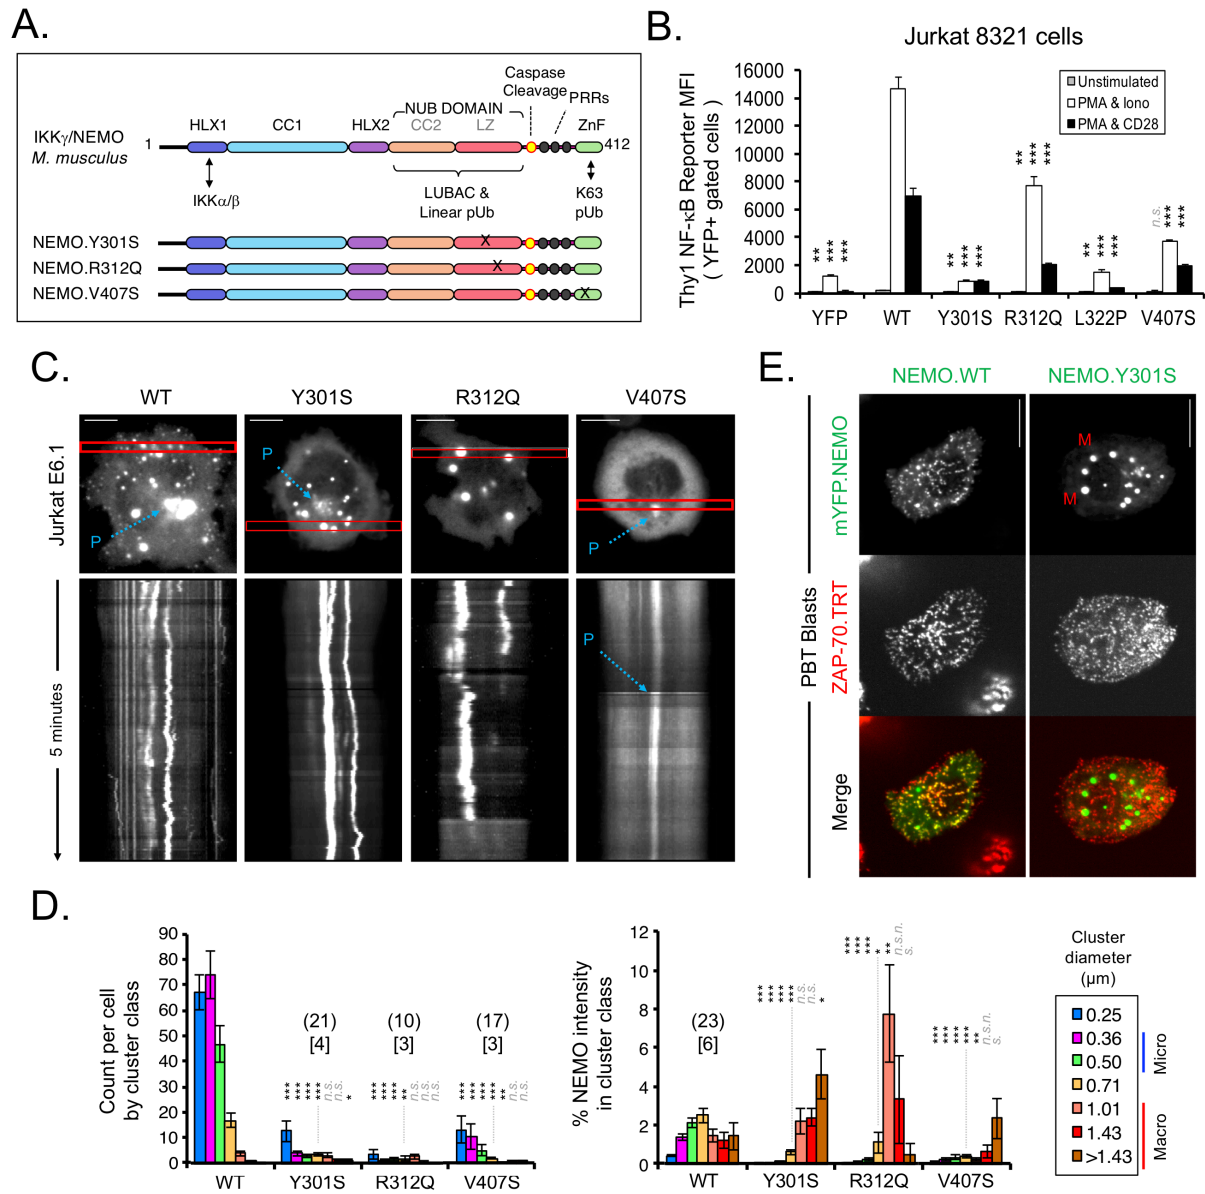 A.
Caspase
Cleavage
PRRs
NUB DOMAIN
HLX1
CC1
HLX2
CC2
LZ
ZnF
IKKγ/NEMO
M. musculus
1
412
IKKα/β
LUBAC &
Linear pUb
K63
pUb
NEMO.Y301S
X
NEMO.R312Q
X
NEMO.V407S
X
B.
Jurkat 8321 cells
Thy1 NF-κB Reporter MFI
( YFP+ gated cells )
16000
14000
12000
10000
8000
6000
4000
2000
0
Unstimulated
PMA & Iono
PMA & CD28
** *** ***
** *** ***
** *** ***
** *** ***
n.s. *** ***
YFP
WT
Y301S
R312Q
L322P
V407S
C.
WT
Y301S
R312Q
V407S
Jurkat E6.1
P
P
P
5 minutes
P
D.
Count per cell
by cluster class
90
80
70
60
50
40
30
20
10
0
(21)
[4]
(10)
[3]
(17)
[3]
*** *** *** *** n.s. n.s. *
*** *** *** ** n.s. n.s. n.s.
*** *** *** *** ** n.s. n.s.
WT
Y301S
R312Q
V407S
% NEMO intensity
in cluster class
12
10
8
6
4
2
0
(23)
[6]
*** *** *** *** n.s. n.s. *
*** *** *** * ** n.s. n.s.
*** *** *** *** ** n.s. n.s.
WT
Y301S
R312Q
V407S
Cluster
diameter
(µm)
0.25
0.36
0.50
0.71
1.01
1.43
>1.43
Micro
Macro
E.
NEMO.WT
NEMO.Y301S
PBT Blasts
mYFP.NEMO
ZAP-70.TRT
Merge
M
M